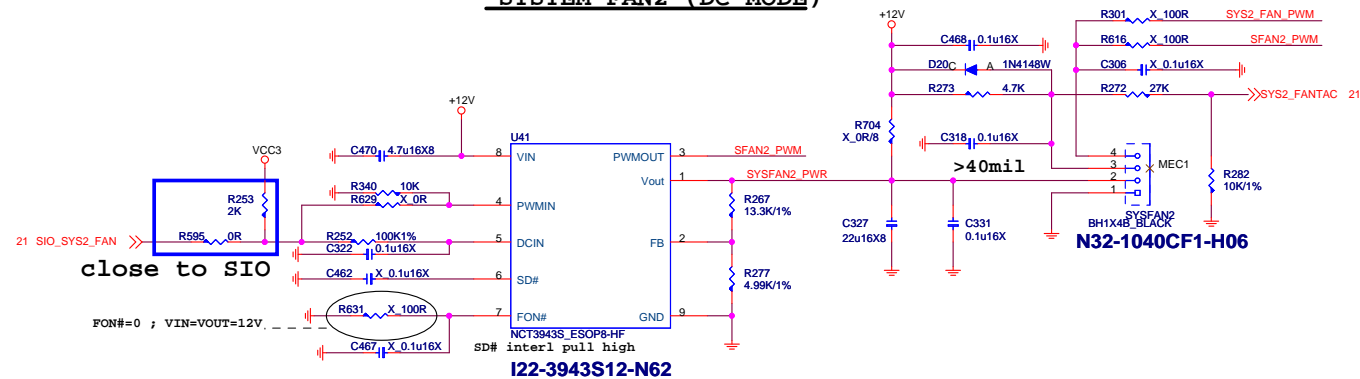 SYSTEM FAN2 (DC MODE)
+12V
R301 X_100R SYS2_FAN_PWM
C468 0.1u16X
R616 X_100R SFAN2_PWM
D20 C A 1N4148W
C306 X_0.1u16X
R273 4.7K
R272 27K
SYS2_FANTAC 21
+12V
R704
X_0R/8
C318 0.1u16X
U41
VCC3
C470 4.7u16X8
8 VIN
PWMOUT 3 SFAN2_PWM
>40mil
4
3
2
1
MEC1
Vout 1 SYSFAN2_PWR
R340 10K
R629 X_0R
4 PWMIN
R253
2K
R267
13.3K/1%
R282
10K/1%
SYSFAN2
BH1X4B_BLACK
N32-1040CF1-H06
C327
22u16X8
C331
0.1u16X
21 SIO_SYS2_FAN
R595 0R
R252 100K1%
5 DCIN
FB 2
C322 0.1u16X
close to SIO
C462 X_0.1u16X
6 SD#
R277
4.99K/1%
R631 X_100R
7 FON#
GND 9
FON#=0 ; VIN=VOUT=12V
NCT3943S_ESOP8-HF
C467 X_0.1u16X
SD# interl pull high
I22-3943S12-N62